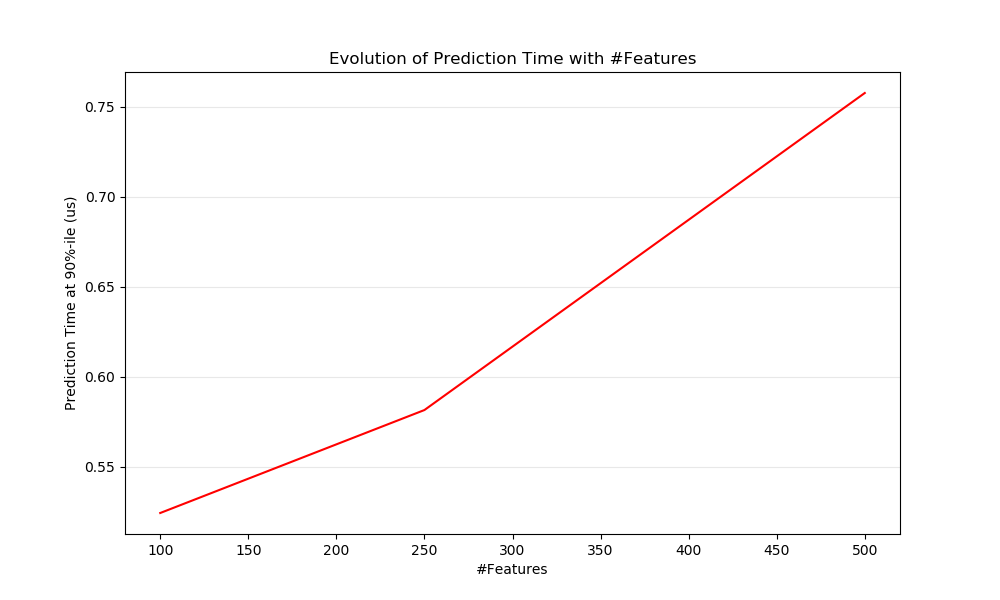 Evolution of Prediction Time with #Features
Prediction Time at 90%-ile (us)
0.75
0.70
0.65
0.60
0.55
100 150 200 250 300 350 400 450 500
#Features